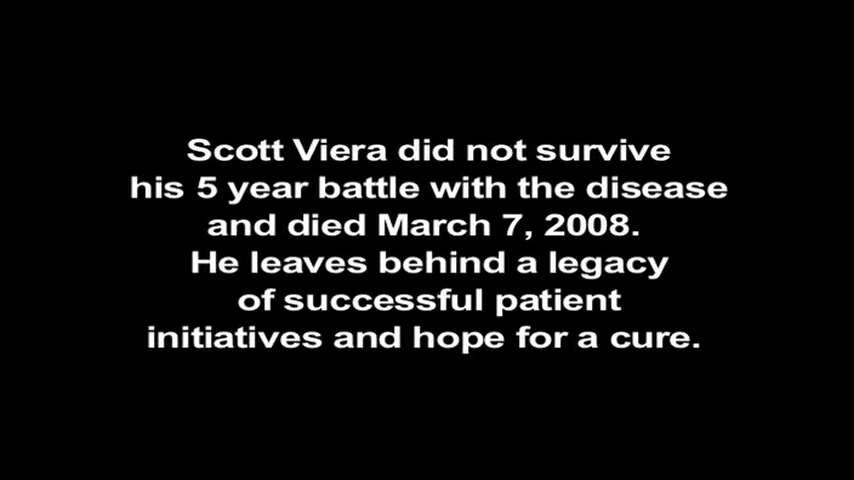 Scott Viera did not survive
his 5 year battle with the disease
and died March 7, 2008.
He leaves behind a legacy
of successful patient
initiatives and hope for a cure.